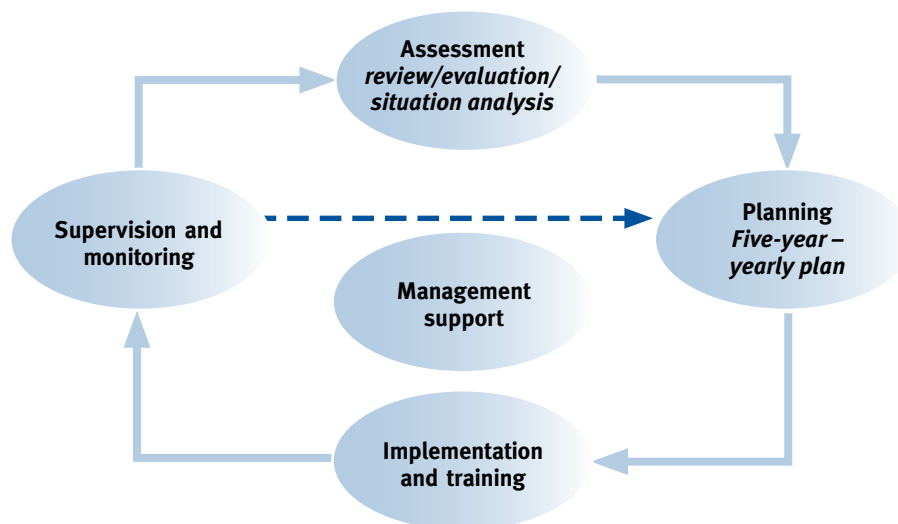 Assessment
review/evaluation/
situation analysis
Supervision and
monitoring
Planning
Five-year –
yearly plan
Management
support
Implementation
and training